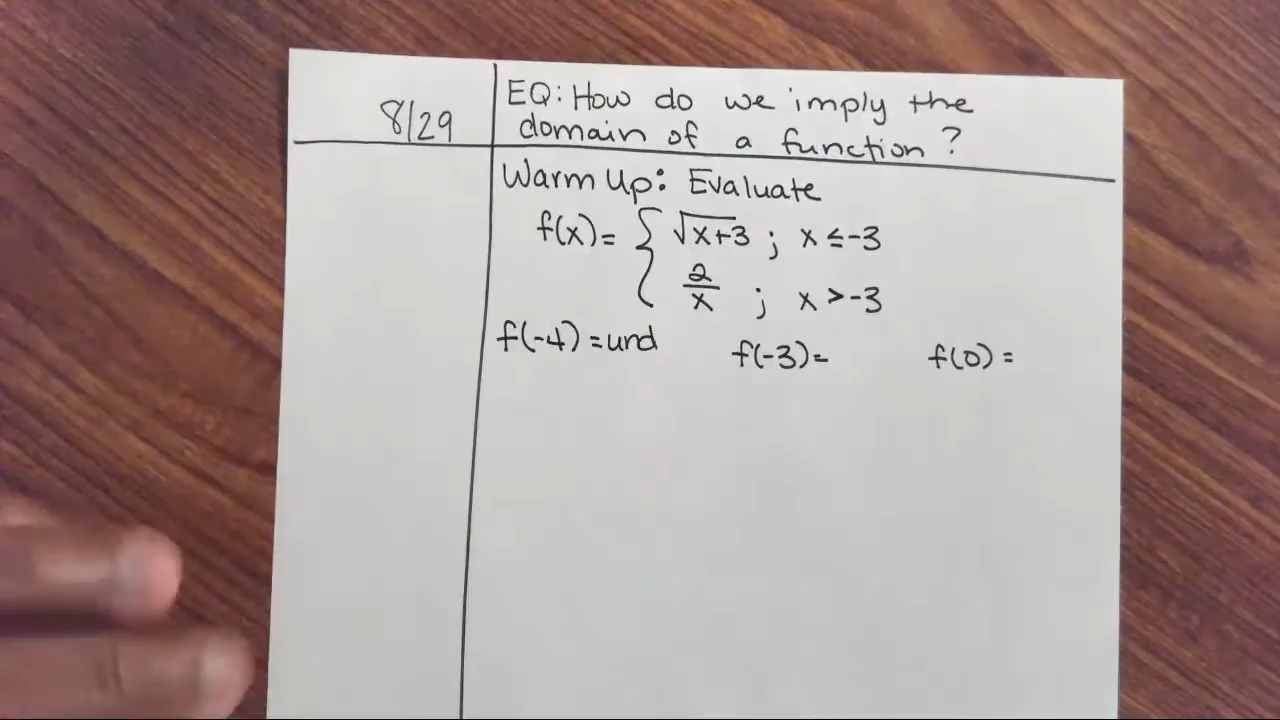 8/29
EQ: How do we imply the
domain of a function?
Warm Up: Evaluate
f(x) = { √x+3 ; x ≤ -3
2/x ; x > -3
f(-4) = und f(-3) = f(0) =